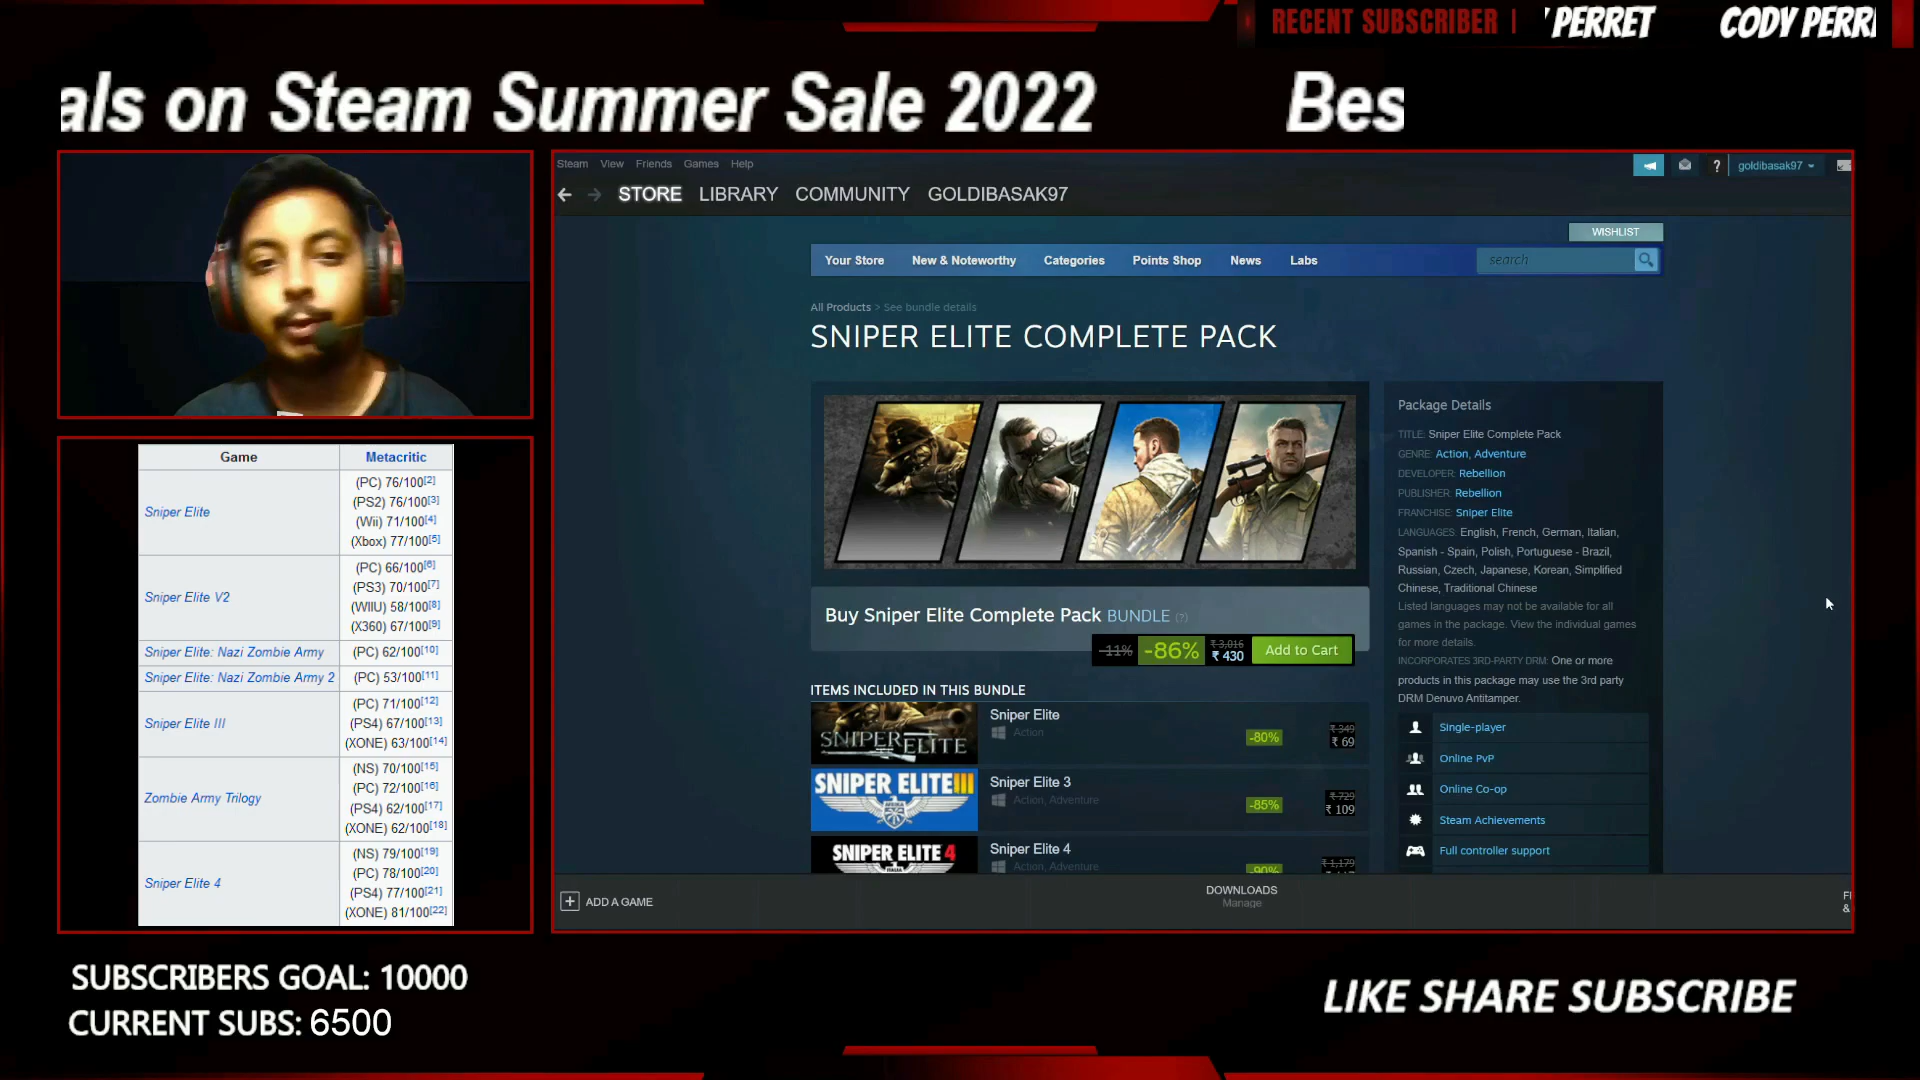 RECENT SUBSCRIBER | PERRET CODY PERR
als on Steam Summer Sale 2022 Bes
Steam View Friends Games Help
goldibasak97
STORE LIBRARY COMMUNITY GOLDIBASAK97
WISHLIST
Your Store New & Noteworthy Categories Points Shop News Labs search
All Products > See bundle details
SNIPER ELITE COMPLETE PACK
Package Details
TITLE: Sniper Elite Complete Pack
GENRE: Action, Adventure
DEVELOPER: Rebellion
PUBLISHER: Rebellion
FRANCHISE: Sniper Elite
LANGUAGES: English, French, German, Italian,
Spanish - Spain, Polish, Portuguese - Brazil,
Russian, Czech, Japanese, Korean, Simplified
Chinese, Traditional Chinese
Listed languages may not be available for all
games in the package. View the individual games
for more details.
INCORPORATES 3RD-PARTY DRM: One or more
products in this package may use the 3rd party
DRM Denuvo Antitamper.
Single-player
Online PvP
Online Co-op
Steam Achievements
Full controller support
Buy Sniper Elite Complete Pack BUNDLE (?)
-11% -86% ₹ 3,016 ₹ 430 Add to Cart
ITEMS INCLUDED IN THIS BUNDLE
SNIPER ELITE
Sniper Elite
Action
-80% ₹ 349 ₹ 69
SNIPER ELITE III
AFRIKA
Sniper Elite 3
Action, Adventure
-85% ₹ 729 ₹ 109
SNIPER ELITE 4
ITALIA
Sniper Elite 4
Action, Adventure
-90% ₹ 1,179
+ ADD A GAME
DOWNLOADS
Manage
Game Metacritic
Sniper Elite
(PC) 76/100[2]
(PS2) 76/100[3]
(Wii) 71/100[4]
(Xbox) 77/100[5]
Sniper Elite V2
(PC) 66/100[6]
(PS3) 70/100[7]
(WIIU) 58/100[8]
(X360) 67/100[9]
Sniper Elite: Nazi Zombie Army (PC) 62/100[10]
Sniper Elite: Nazi Zombie Army 2 (PC) 53/100[11]
Sniper Elite III
(PC) 71/100[12]
(PS4) 67/100[13]
(XONE) 63/100[14]
Zombie Army Trilogy
(NS) 70/100[15]
(PC) 72/100[16]
(PS4) 62/100[17]
(XONE) 62/100[18]
Sniper Elite 4
(NS) 79/100[19]
(PC) 78/100[20]
(PS4) 77/100[21]
(XONE) 81/100[22]
SUBSCRIBERS GOAL: 10000
CURRENT SUBS: 6500
LIKE SHARE SUBSCRIBE